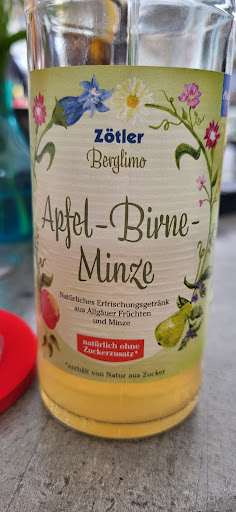 Zötler
Berglimo
Apfel-Birne-
Minze
Natürliches Erfrischungsgetränk
aus Allgäuer Früchten
und Minze
natürlich ohne
Zuckerzusatz*
*enthält von Natur aus Zucker